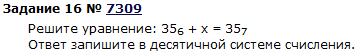 Задание 16 № 7309
Решите уравнение: 35₆ + x = 35₇
Ответ запишите в десятичной системе счисления.